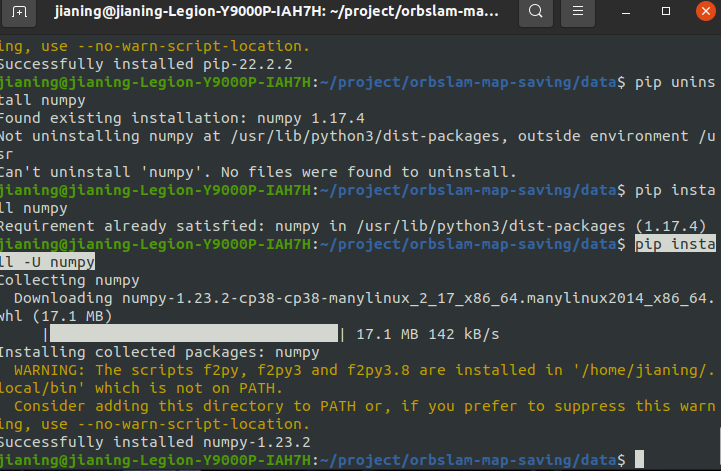 jianing@jianing-Legion-Y9000P-IAH7H: ~/project/orbslam-ma...
ing, use --no-warn-script-location.
Successfully installed pip-22.2.2
jianing@jianing-Legion-Y9000P-IAH7H:~/project/orbslam-map-saving/data$ pip unins
tall numpy
Found existing installation: numpy 1.17.4
Not uninstalling numpy at /usr/lib/python3/dist-packages, outside environment /u
sr
Can't uninstall 'numpy'. No files were found to uninstall.
jianing@jianing-Legion-Y9000P-IAH7H:~/project/orbslam-map-saving/data$ pip insta
ll numpy
Requirement already satisfied: numpy in /usr/lib/python3/dist-packages (1.17.4)
jianing@jianing-Legion-Y9000P-IAH7H:~/project/orbslam-map-saving/data$ pip insta
ll -U numpy
Collecting numpy
  Downloading numpy-1.23.2-cp38-cp38-manylinux_2_17_x86_64.manylinux2014_x86_64.
whl (17.1 MB)
     |████████████████████████████████| 17.1 MB 142 kB/s
Installing collected packages: numpy
  WARNING: The scripts f2py, f2py3 and f2py3.8 are installed in '/home/jianing/.
local/bin' which is not on PATH.
  Consider adding this directory to PATH or, if you prefer to suppress this warn
ing, use --no-warn-script-location.
Successfully installed numpy-1.23.2
jianing@jianing-Legion-Y9000P-IAH7H:~/project/orbslam-map-saving/data$